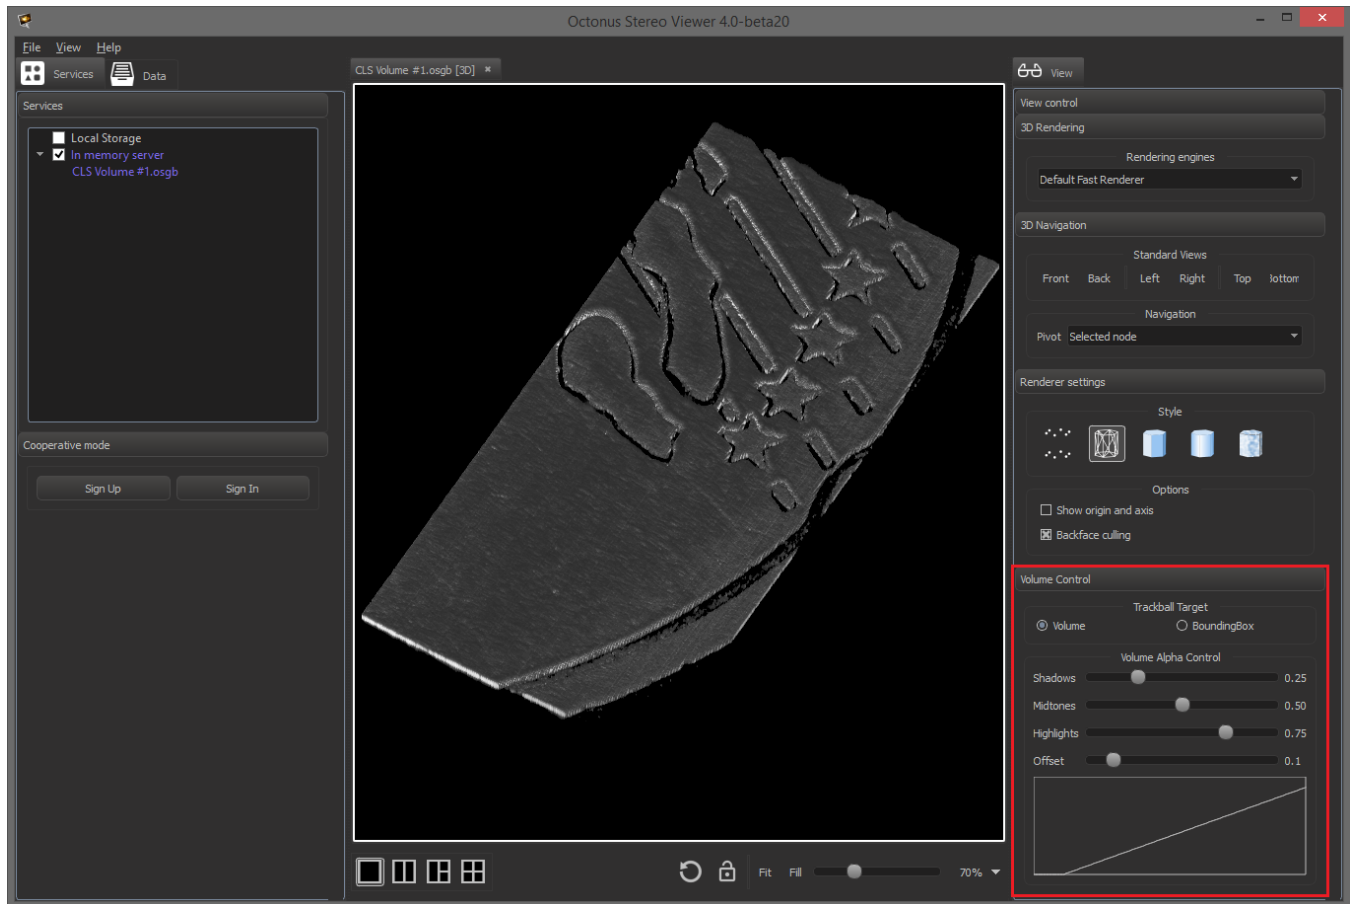 Octonus Stereo Viewer 4.0-beta20
File View Help
Services Data
CLS Volume #1.osgb [3D]
View
Services
Local Storage
In memory server
CLS Volume #1.osgb
Cooperative mode
Sign Up Sign In
View control
3D Rendering
Rendering engines
Default Fast Renderer
3D Navigation
Standard Views
Front Back Left Right Top ottom
Navigation
Pivot Selected node
Renderer settings
Style
Options
Show origin and axis
Backface culling
Volume Control
Trackball Target
Volume BoundingBox
Volume Alpha Control
Shadows 0.25
Midtones 0.50
Highlights 0.75
Offset 0.1
Fit Fill 70%